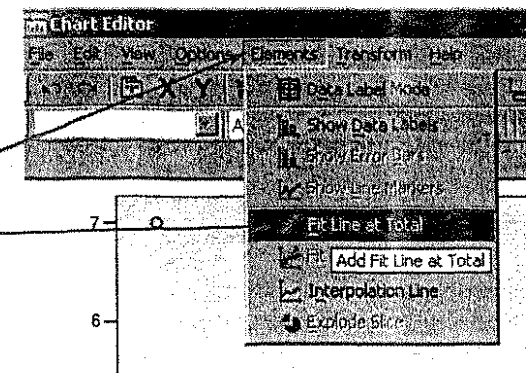 Chart Editor
File Edit View Options Elements Transform Help
X Y
Data Label Mode
A
Show Data Labels
Show Error Bars
Show Line Markers
7
Fit Line at Total
Fit
Add Fit Line at Total
Interpolation Line
6
Explode Slice